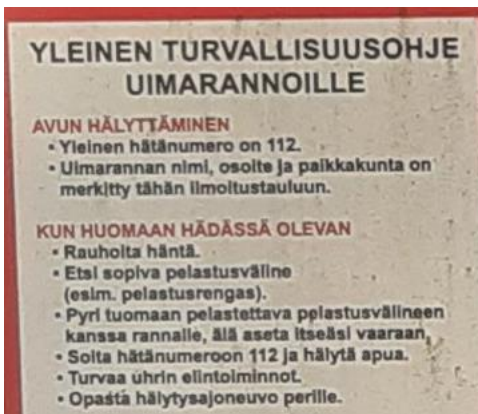 YLEINEN TURVALLISUUSOHJE
UIMARANNOILLE
AVUN HÄLYTTÄMINEN
• Yleinen hätänumero on 112.
• Uimarannan nimi, osoite ja paikkakunta on
merkitty tähän ilmoitustauluun.
KUN HUOMAAN HÄDÄSSÄ OLEVAN
• Rauhoita häntä.
• Etsi sopiva pelastusväline
(esim. pelastusrengas).
• Pyri tuomaan pelastettava pelastusvälineen
kanssa rannalle, älä aseta itseäsi vaaraan.
• Soita hätänumeroon 112 ja hälytä apua.
• Turvaa uhrin elintoiminnot.
• Opasta hälytysajoneuvo perille.